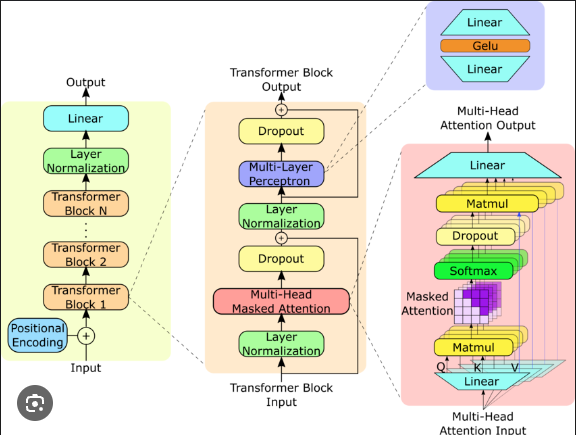 Output
Linear
Layer
Normalization
Transformer
Block N
Transformer
Block 2
Transformer
Block 1
Positional
Encoding
+
Input
Transformer Block
Output
+
Dropout
Multi-Layer
Perceptron
Layer
Normalization
+
Dropout
Multi-Head
Masked Attention
Layer
Normalization
Transformer Block
Input
Linear
Gelu
Linear
Multi-Head
Attention Output
Linear
Matmul
Dropout
Softmax
Masked
Attention
Matmul
Q K V
Linear
Multi-Head
Attention Input